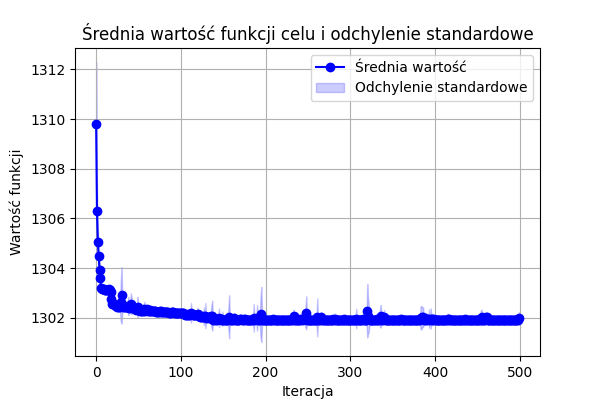 Średnia wartość funkcji celu i odchylenie standardowe
Średnia wartość
Odchylenie standardowe
Wartość funkcji
1312
1310
1308
1306
1304
1302
0 100 200 300 400 500
Iteracja